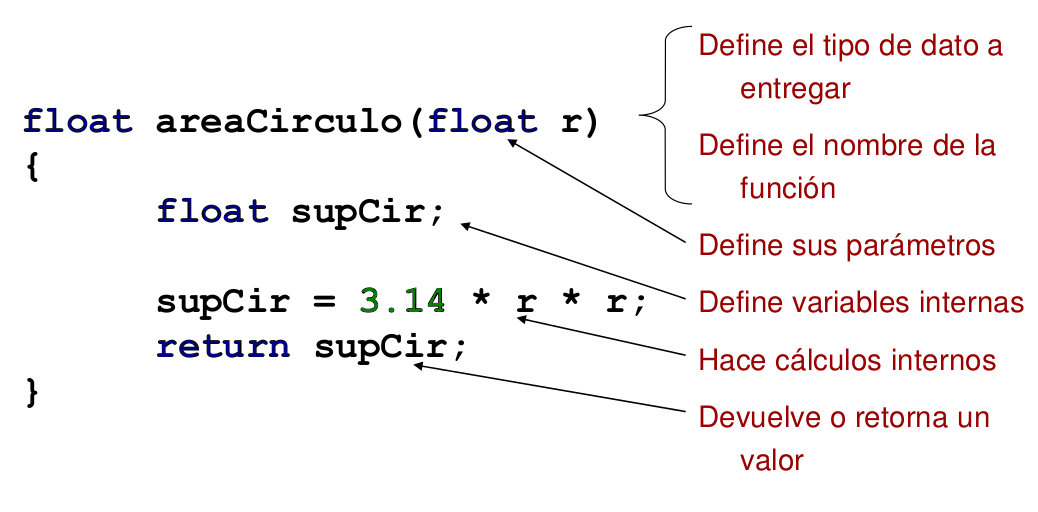 float areaCirculo(float r)
{
float supCir;
supCir = 3.14 * r * r;
return supCir;
}
Define el tipo de dato a
entregar
Define el nombre de la
función
Define sus parámetros
Define variables internas
Hace cálculos internos
Devuelve o retorna un
valor